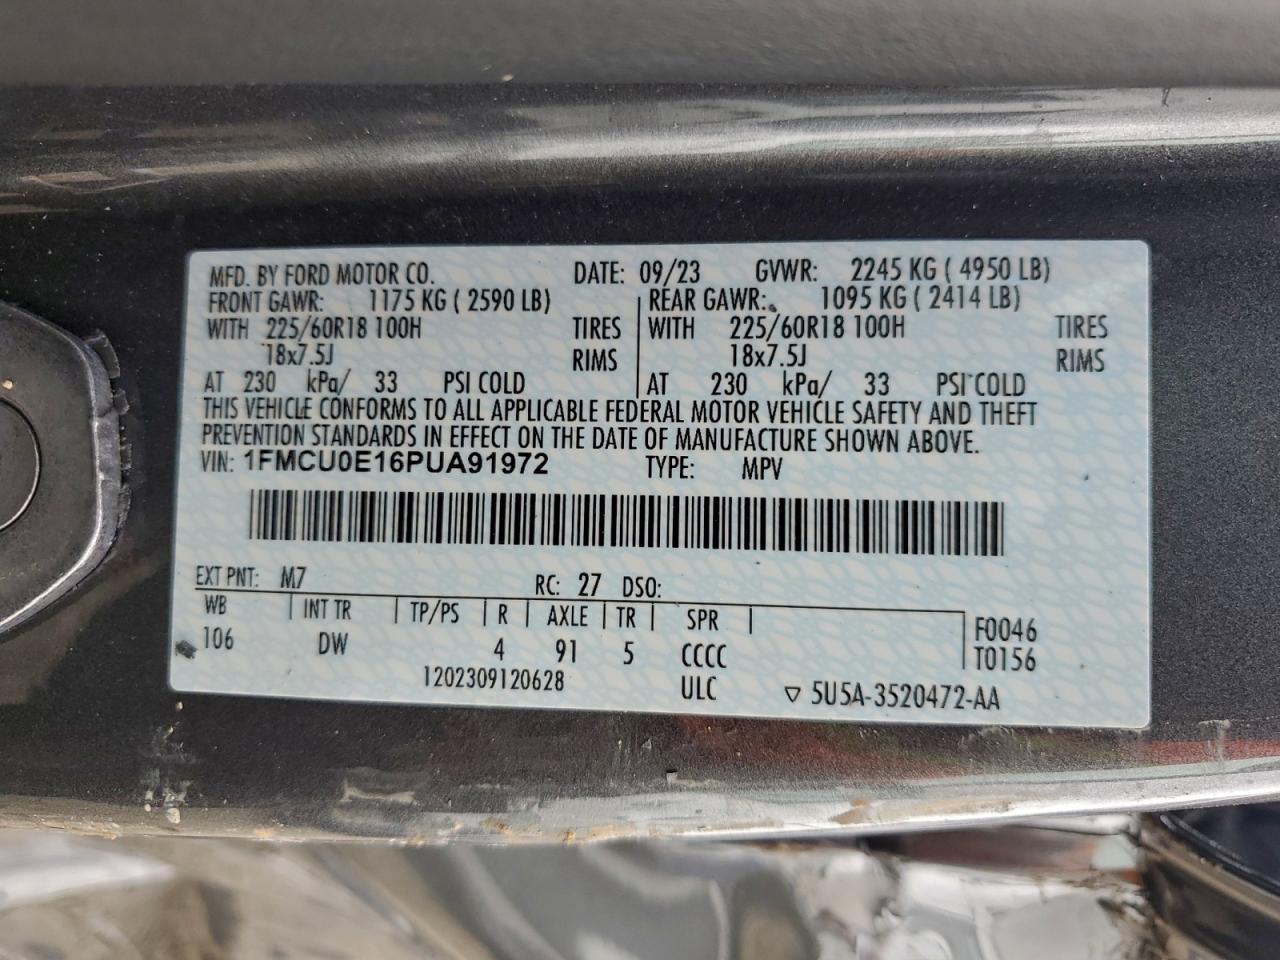 MFD. BY FORD MOTOR CO. DATE: 09/23 GVWR: 2245 KG ( 4950 LB)
FRONT GAWR: 1175 KG ( 2590 LB) REAR GAWR: 1095 KG ( 2414 LB)
WITH 225/60R18 100H TIRES WITH 225/60R18 100H TIRES
18x7.5J RIMS 18x7.5J RIMS
AT 230 kPa/ 33 PSI COLD AT 230 kPa/ 33 PSI COLD
THIS VEHICLE CONFORMS TO ALL APPLICABLE FEDERAL MOTOR VEHICLE SAFETY AND THEFT
PREVENTION STANDARDS IN EFFECT ON THE DATE OF MANUFACTURE SHOWN ABOVE.
VIN: 1FMCU0E16PUA91972 TYPE: MPV
EXT PNT: M7 RC: 27 DSO:
WB INT TR TP/PS R AXLE TR SPR F0046
106 DW 4 91 5 CCCC T0156
1202309120628 ULC ▽ 5U5A-3520472-AA